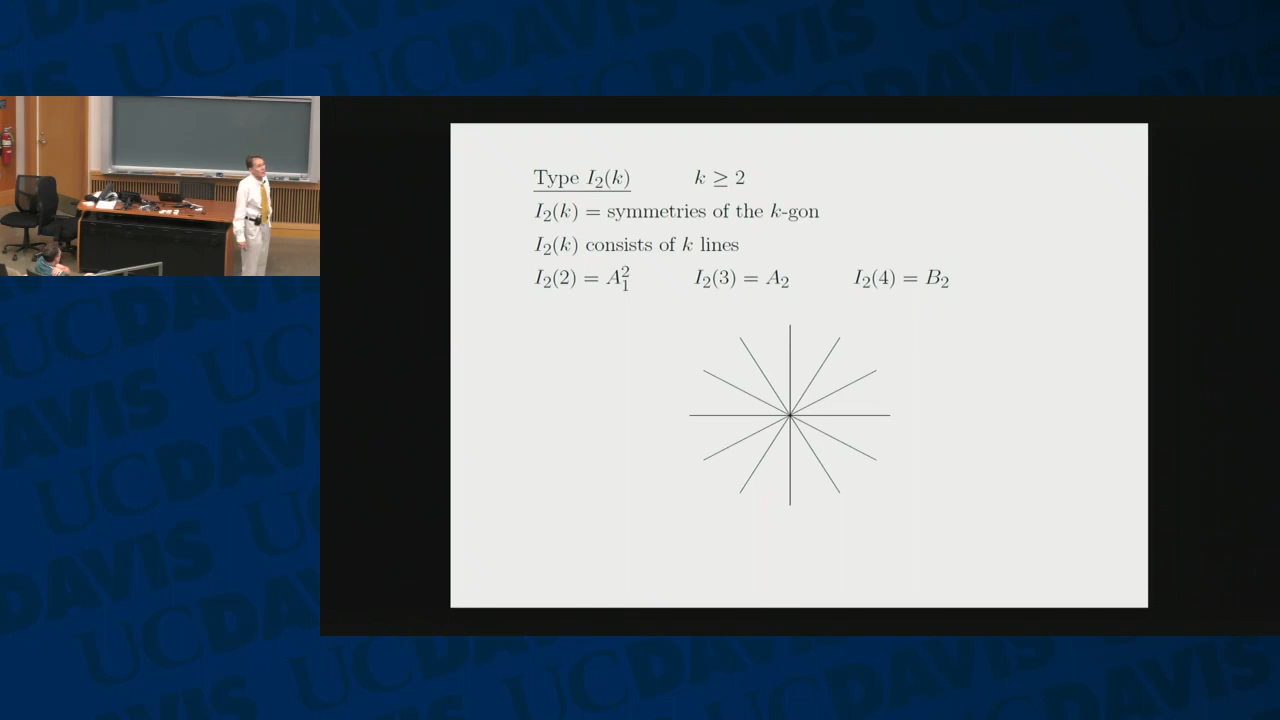 Type I₂(k) k ≥ 2
I₂(k) = symmetries of the k-gon
I₂(k) consists of k lines
I₂(2) = A₁² I₂(3) = A₂ I₂(4) = B₂
UCDAVIS